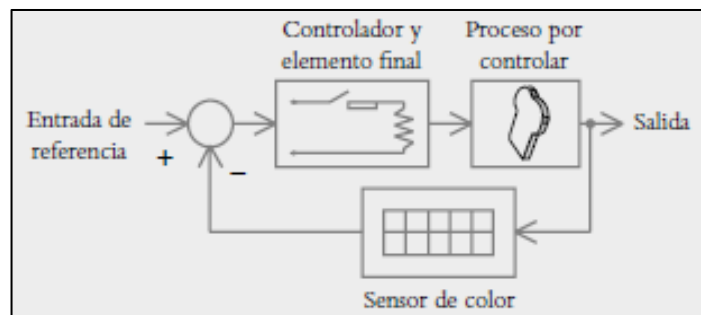 Controlador y
elemento final
Proceso por
controlar
Entrada de
referencia
+
−
Salida
Sensor de color